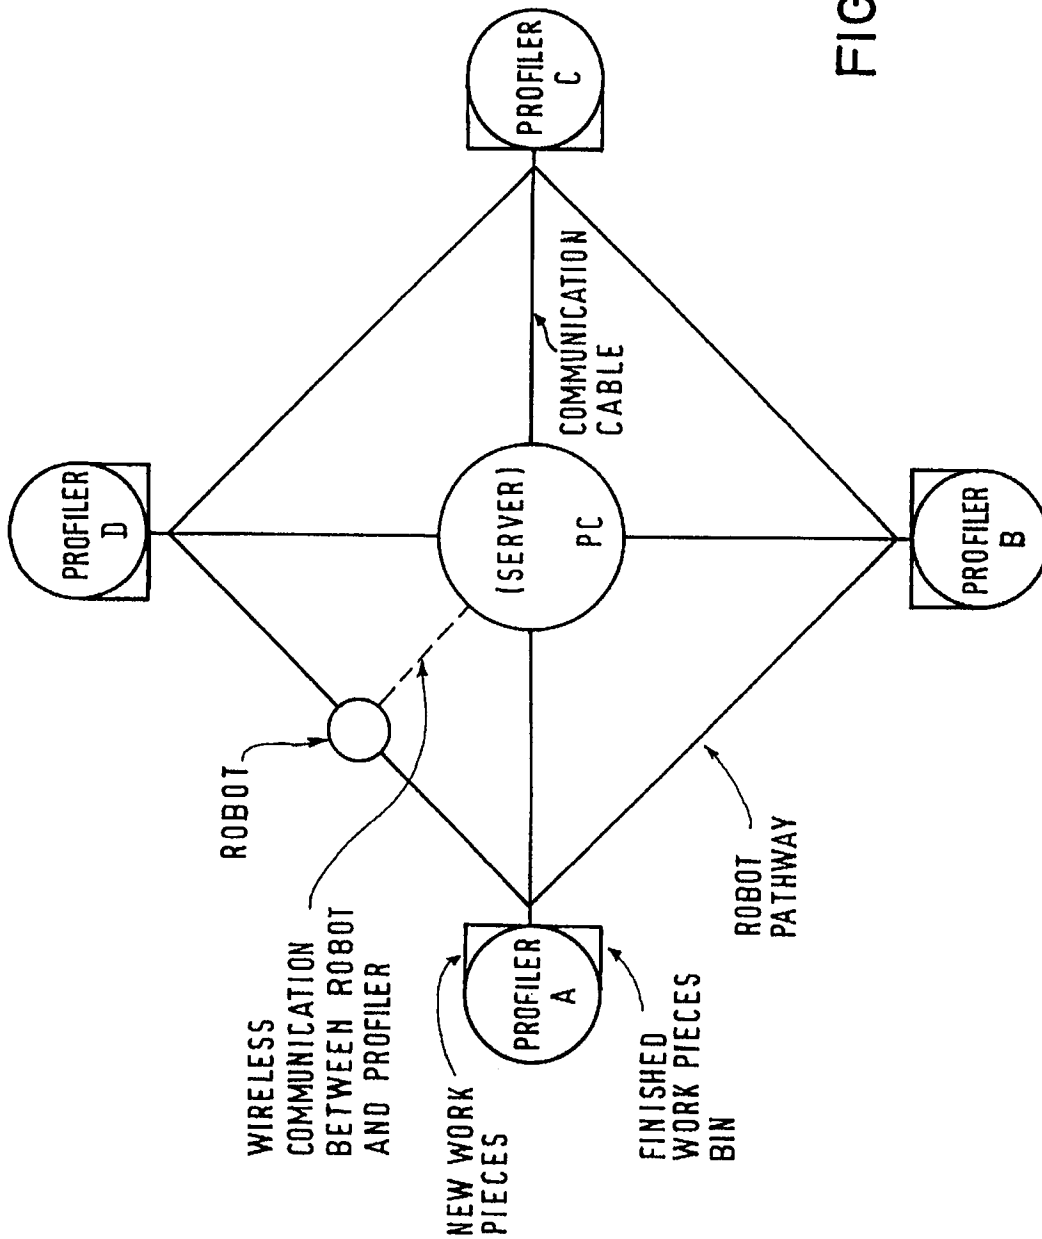 PROFILER
D
PROFILER
C
ROBOT
(SERVER)
PC
COMMUNICATION
CABLE
WIRELESS
COMMUNICATION
BETWEEN ROBOT
AND PROFILER
NEW WORK
PIECES
PROFILER
A
FINISHED
WORK PIECES
BIN
ROBOT
PATHWAY
PROFILER
B
FIG